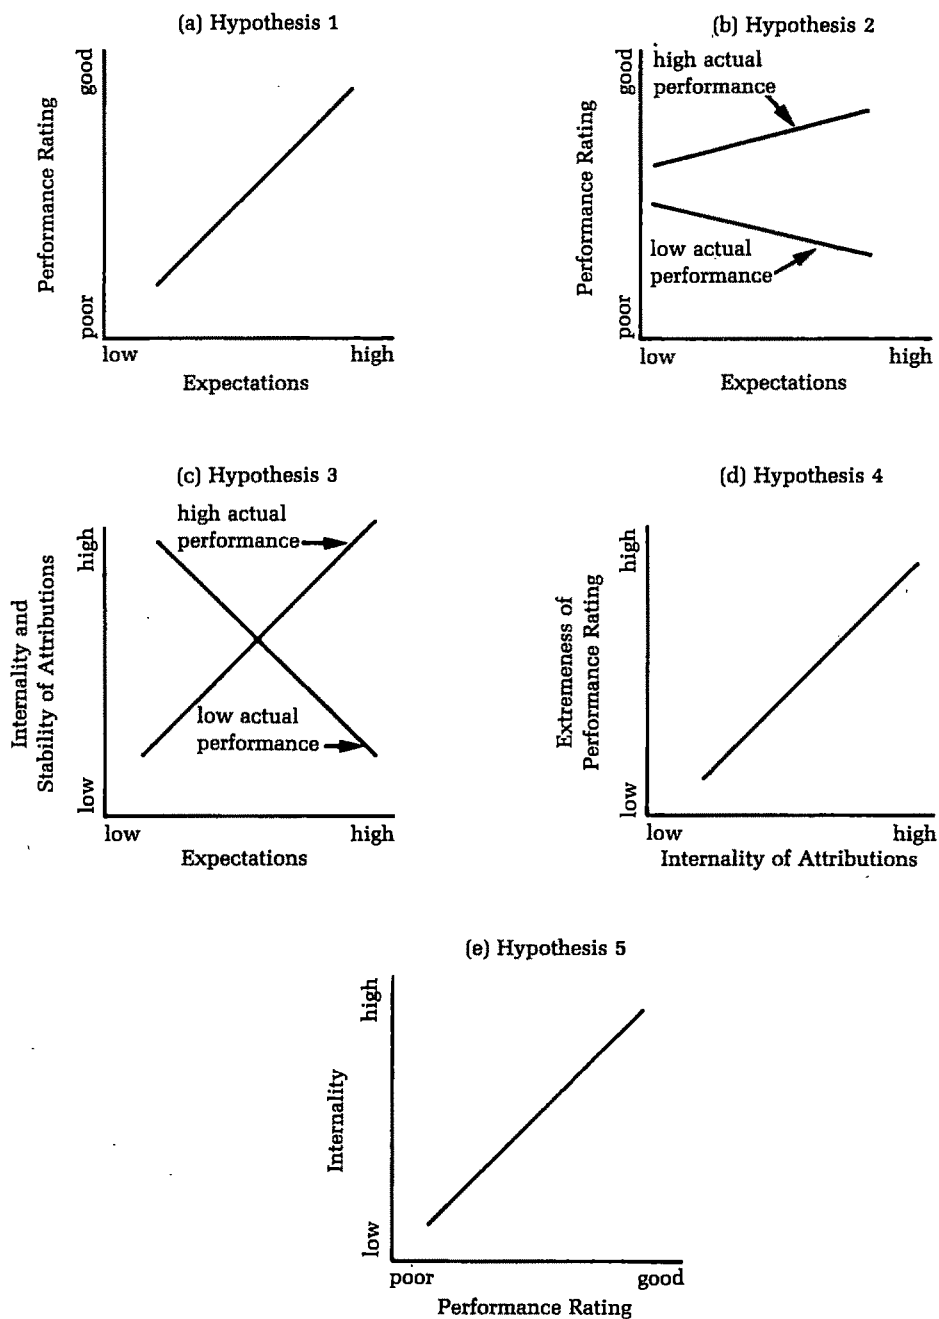 (a) Hypothesis 1
good
Performance Rating
poor
low
high
Expectations
(b) Hypothesis 2
good
high actual
performance
Performance Rating
low actual
performance
poor
low
high
Expectations
(c) Hypothesis 3
high actual
performance
high
Internality and
Stability of Attributions
low actual
performance
low
low
high
Expectations
(d) Hypothesis 4
high
Extremeness of
Performance Rating
low
low
high
Internality of Attributions
(e) Hypothesis 5
high
Internality
low
poor
good
Performance Rating